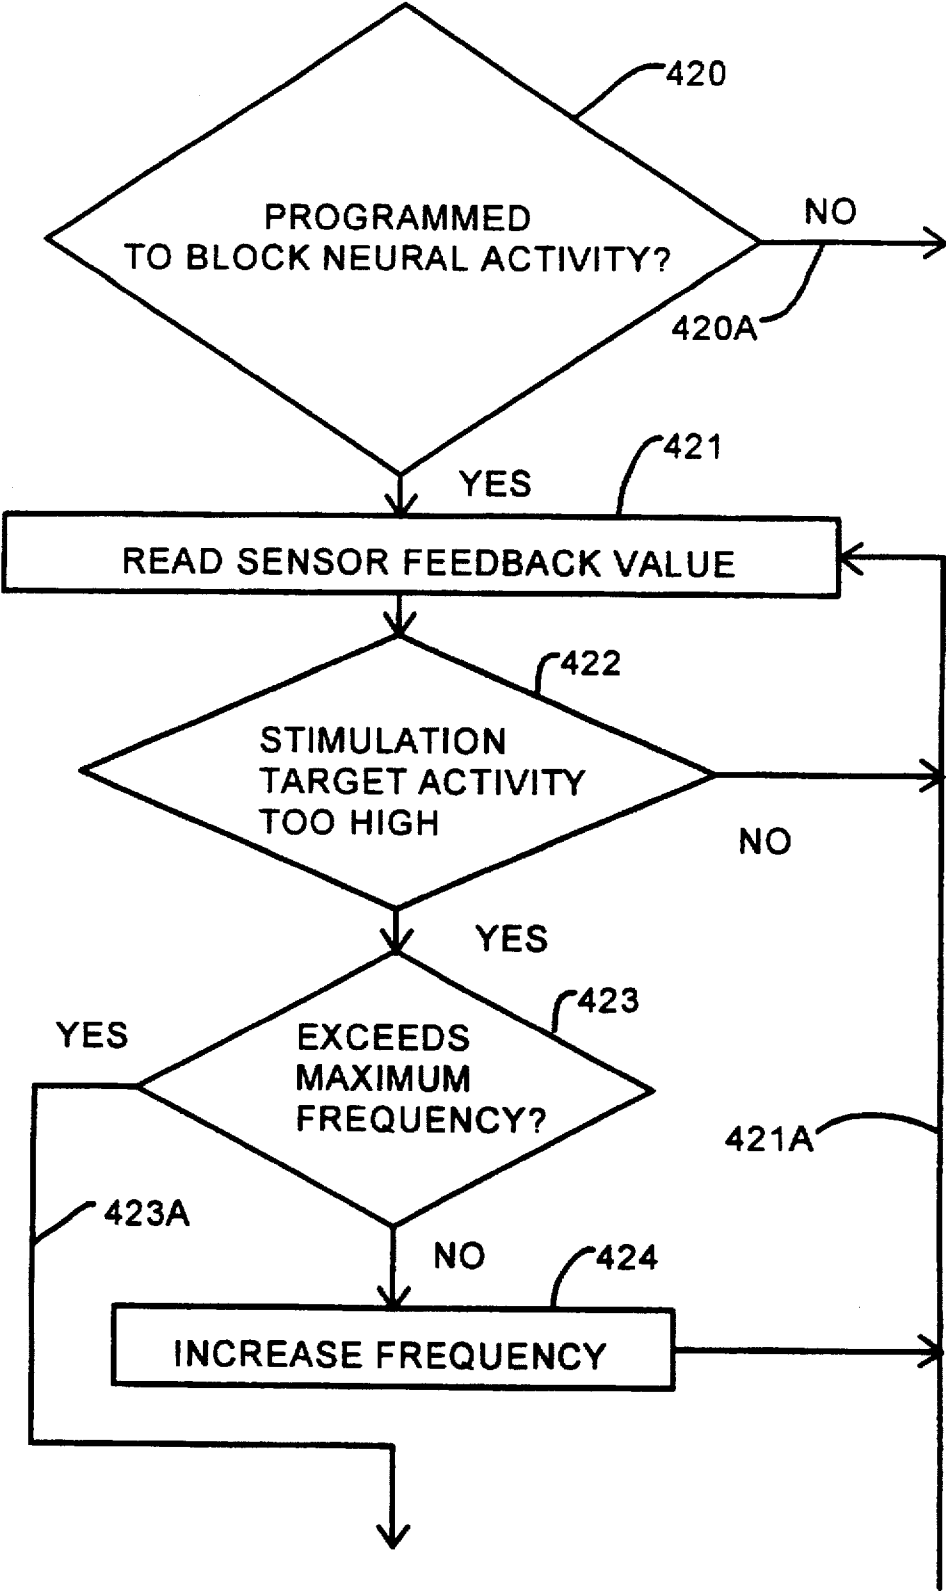 420
PROGRAMMED
TO BLOCK NEURAL ACTIVITY?
NO
420A
421
YES
READ SENSOR FEEDBACK VALUE
422
STIMULATION
TARGET ACTIVITY
TOO HIGH
NO
YES
423
YES
EXCEEDS
MAXIMUM
FREQUENCY?
421A
423A
NO
424
INCREASE FREQUENCY